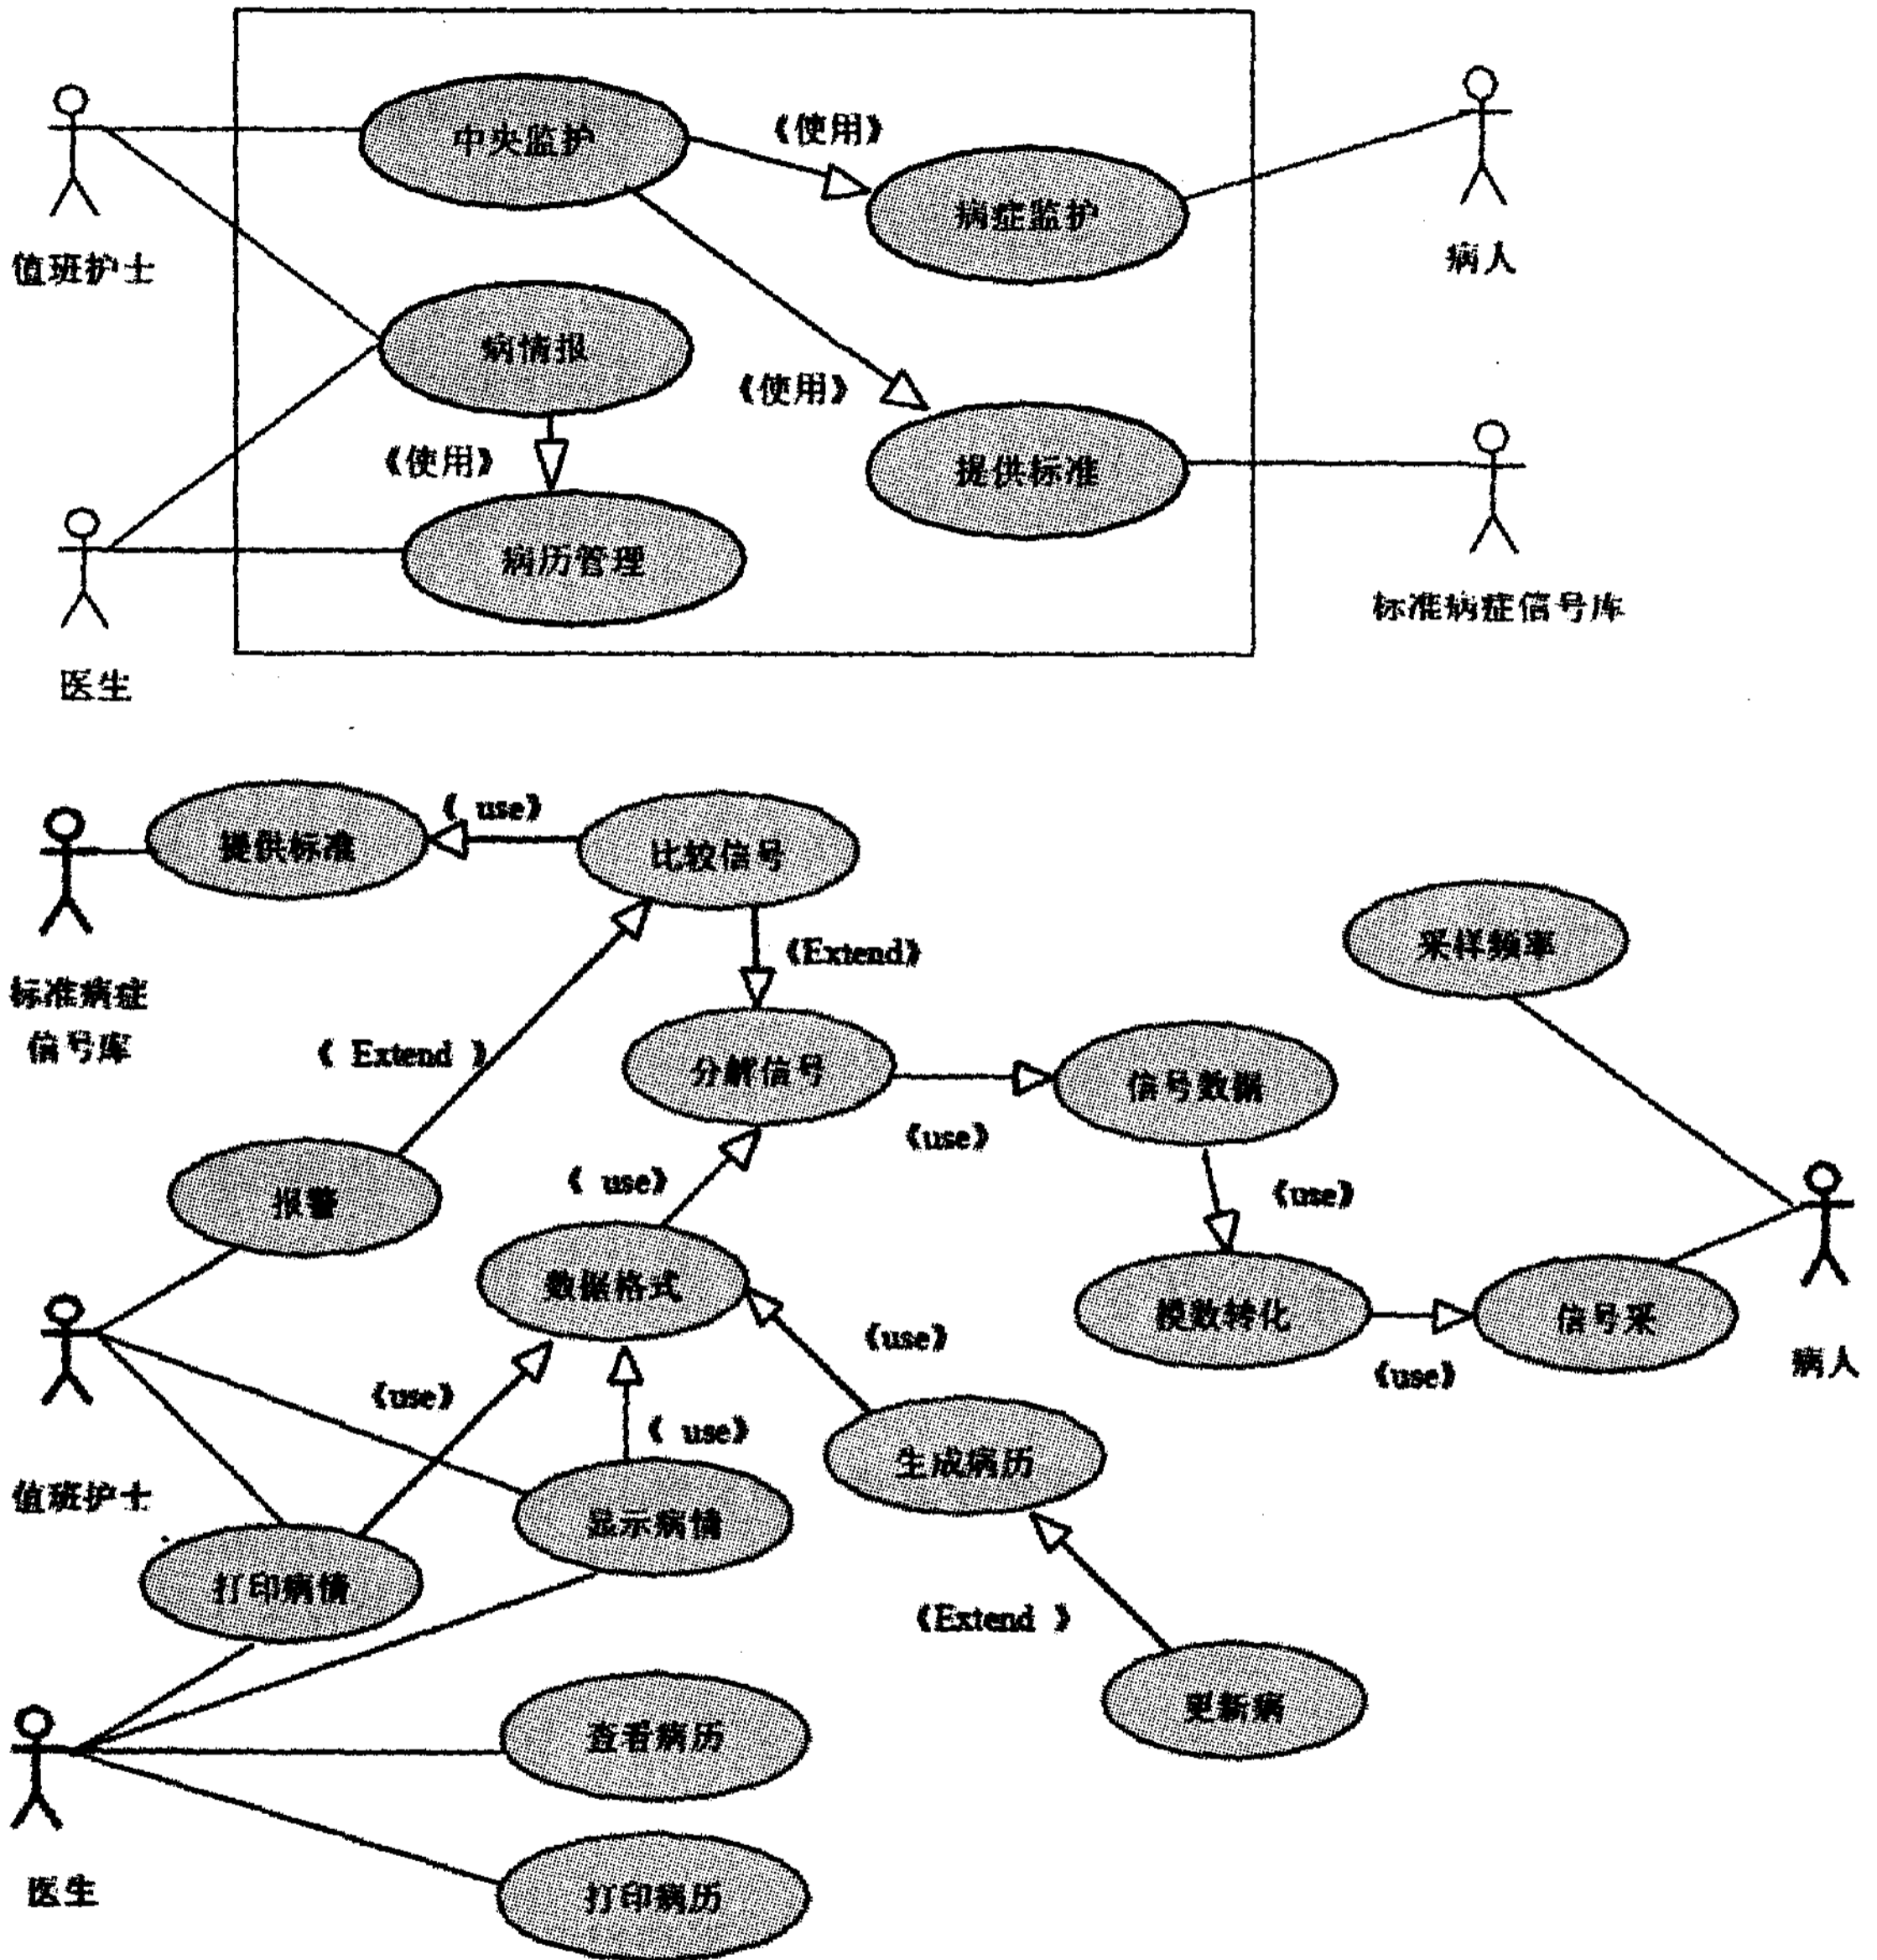 中央监护
《使用》
病症监护
值班护士
病人
病情报
《使用》
《使用》
提供标准
病历管理
标准病症信号库
医生
提供标准
《 use》
比较信号
采样频率
《Extend》
标准病症
信号库
《 Extend 》
分解信号
信号数据
《use》
《 use》
《use》
报警
数据格式
模数转化
信号采
《use》
《use》
病人
《use》
《 use》
生成病历
值班护士
显示病情
打印病情
《Extend 》
更新病
查看病历
医生
打印病历